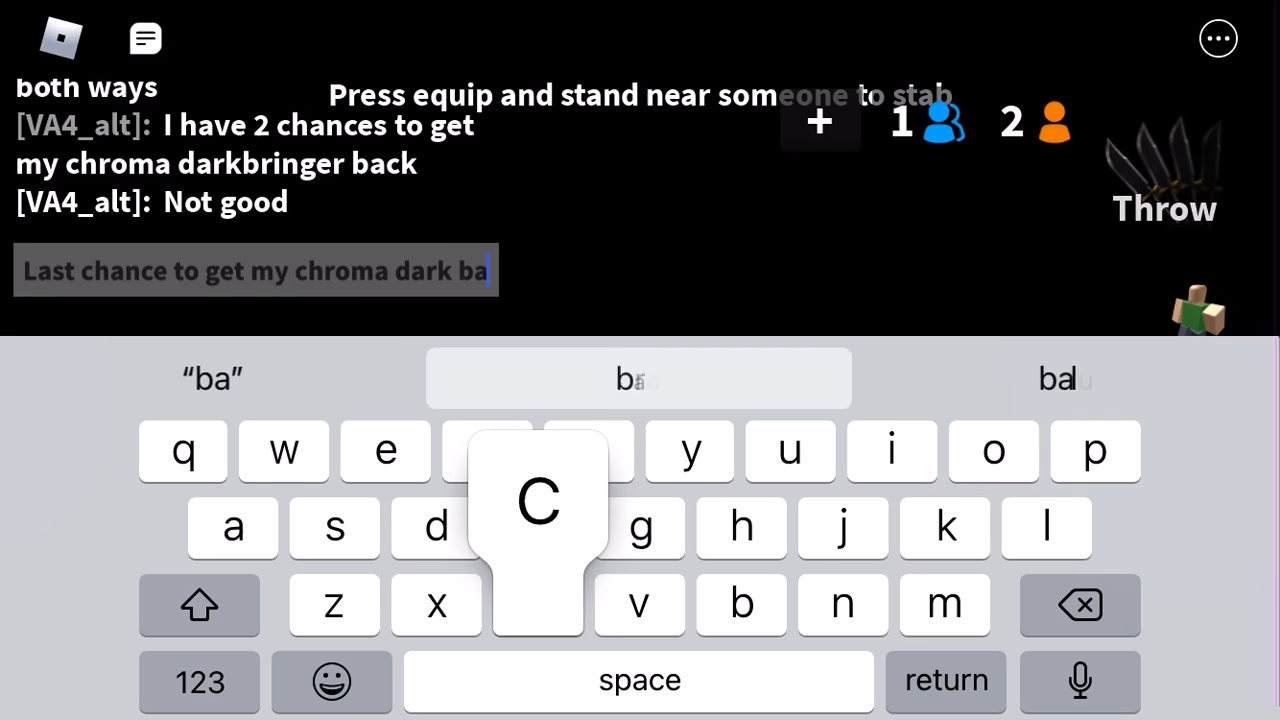 both ways
Press equip and stand near someone to stab
[VA4_alt]: I have 2 chances to get
my chroma darkbringer back
[VA4_alt]: Not good
+ 1 2
Throw
Last chance to get my chroma dark ba
“ba” bal
q w e y u i o p
a s d g h j k l
C
z x v b n m
123 space return